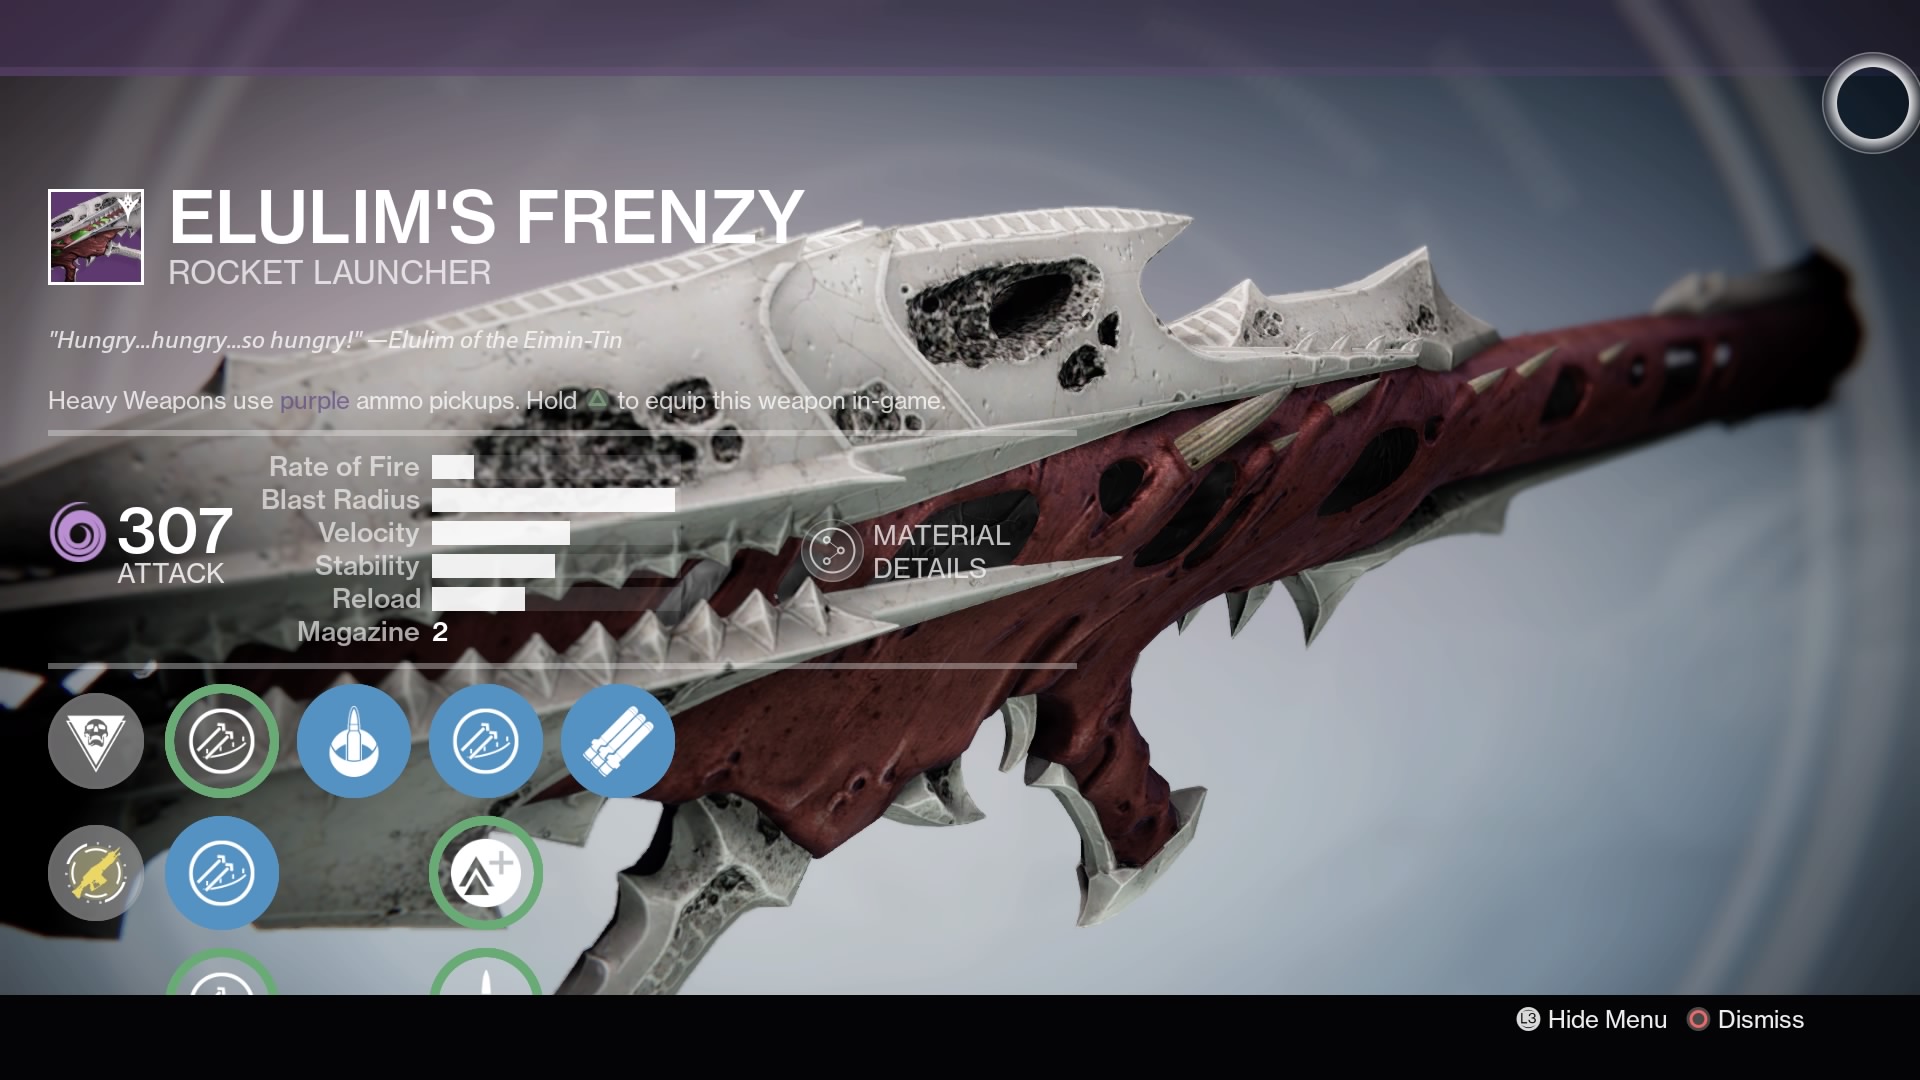 ELULIM'S FRENZY
ROCKET LAUNCHER
"Hungry...hungry...so hungry!" —Elulim of the Eimin-Tin
Heavy Weapons use purple ammo pickups. Hold △ to equip this weapon in-game.
307
ATTACK
Rate of Fire
Blast Radius
Velocity
Stability
Reload
Magazine 2
MATERIAL
DETAILS
L3 Hide Menu Dismiss